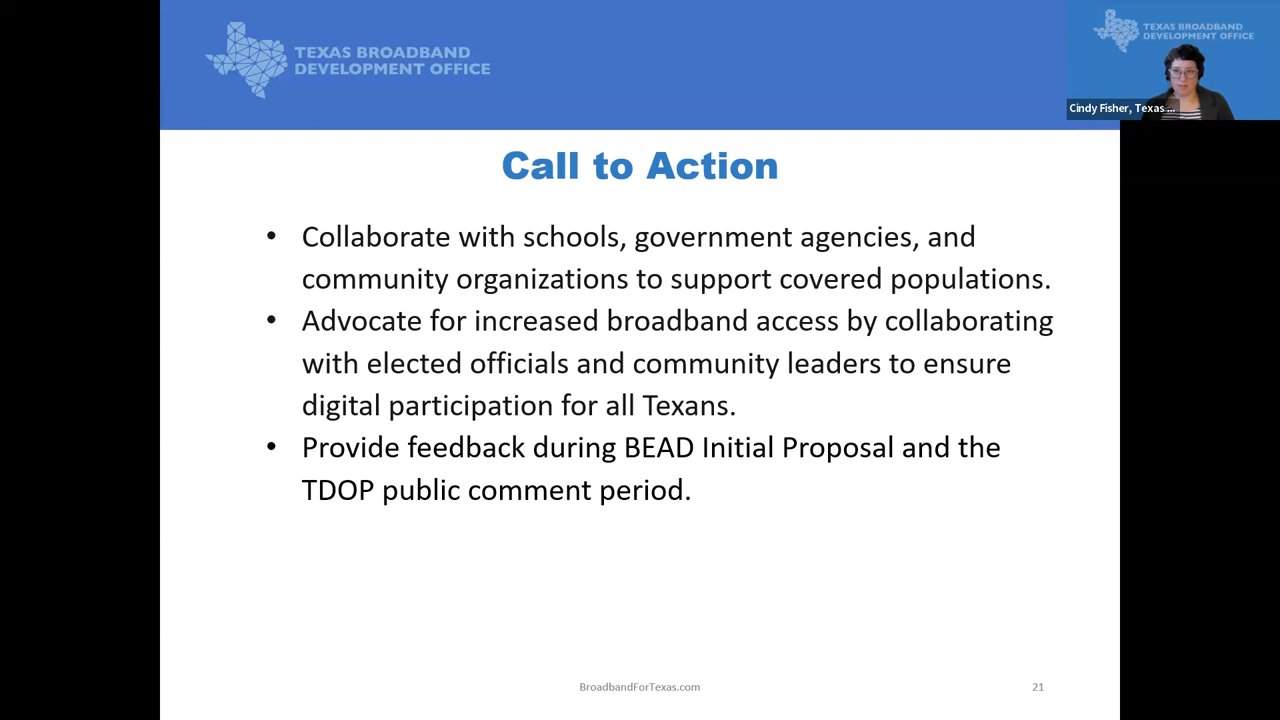 TEXAS BROADBAND
DEVELOPMENT OFFICE
TEXAS BROADBAND
DEVELOPMENT OFFICE
Cindy Fisher, Texas ...
Call to Action
• Collaborate with schools, government agencies, and
community organizations to support covered populations.
• Advocate for increased broadband access by collaborating
with elected officials and community leaders to ensure
digital participation for all Texans.
• Provide feedback during BEAD Initial Proposal and the
TDOP public comment period.
BroadbandForTexas.com
21